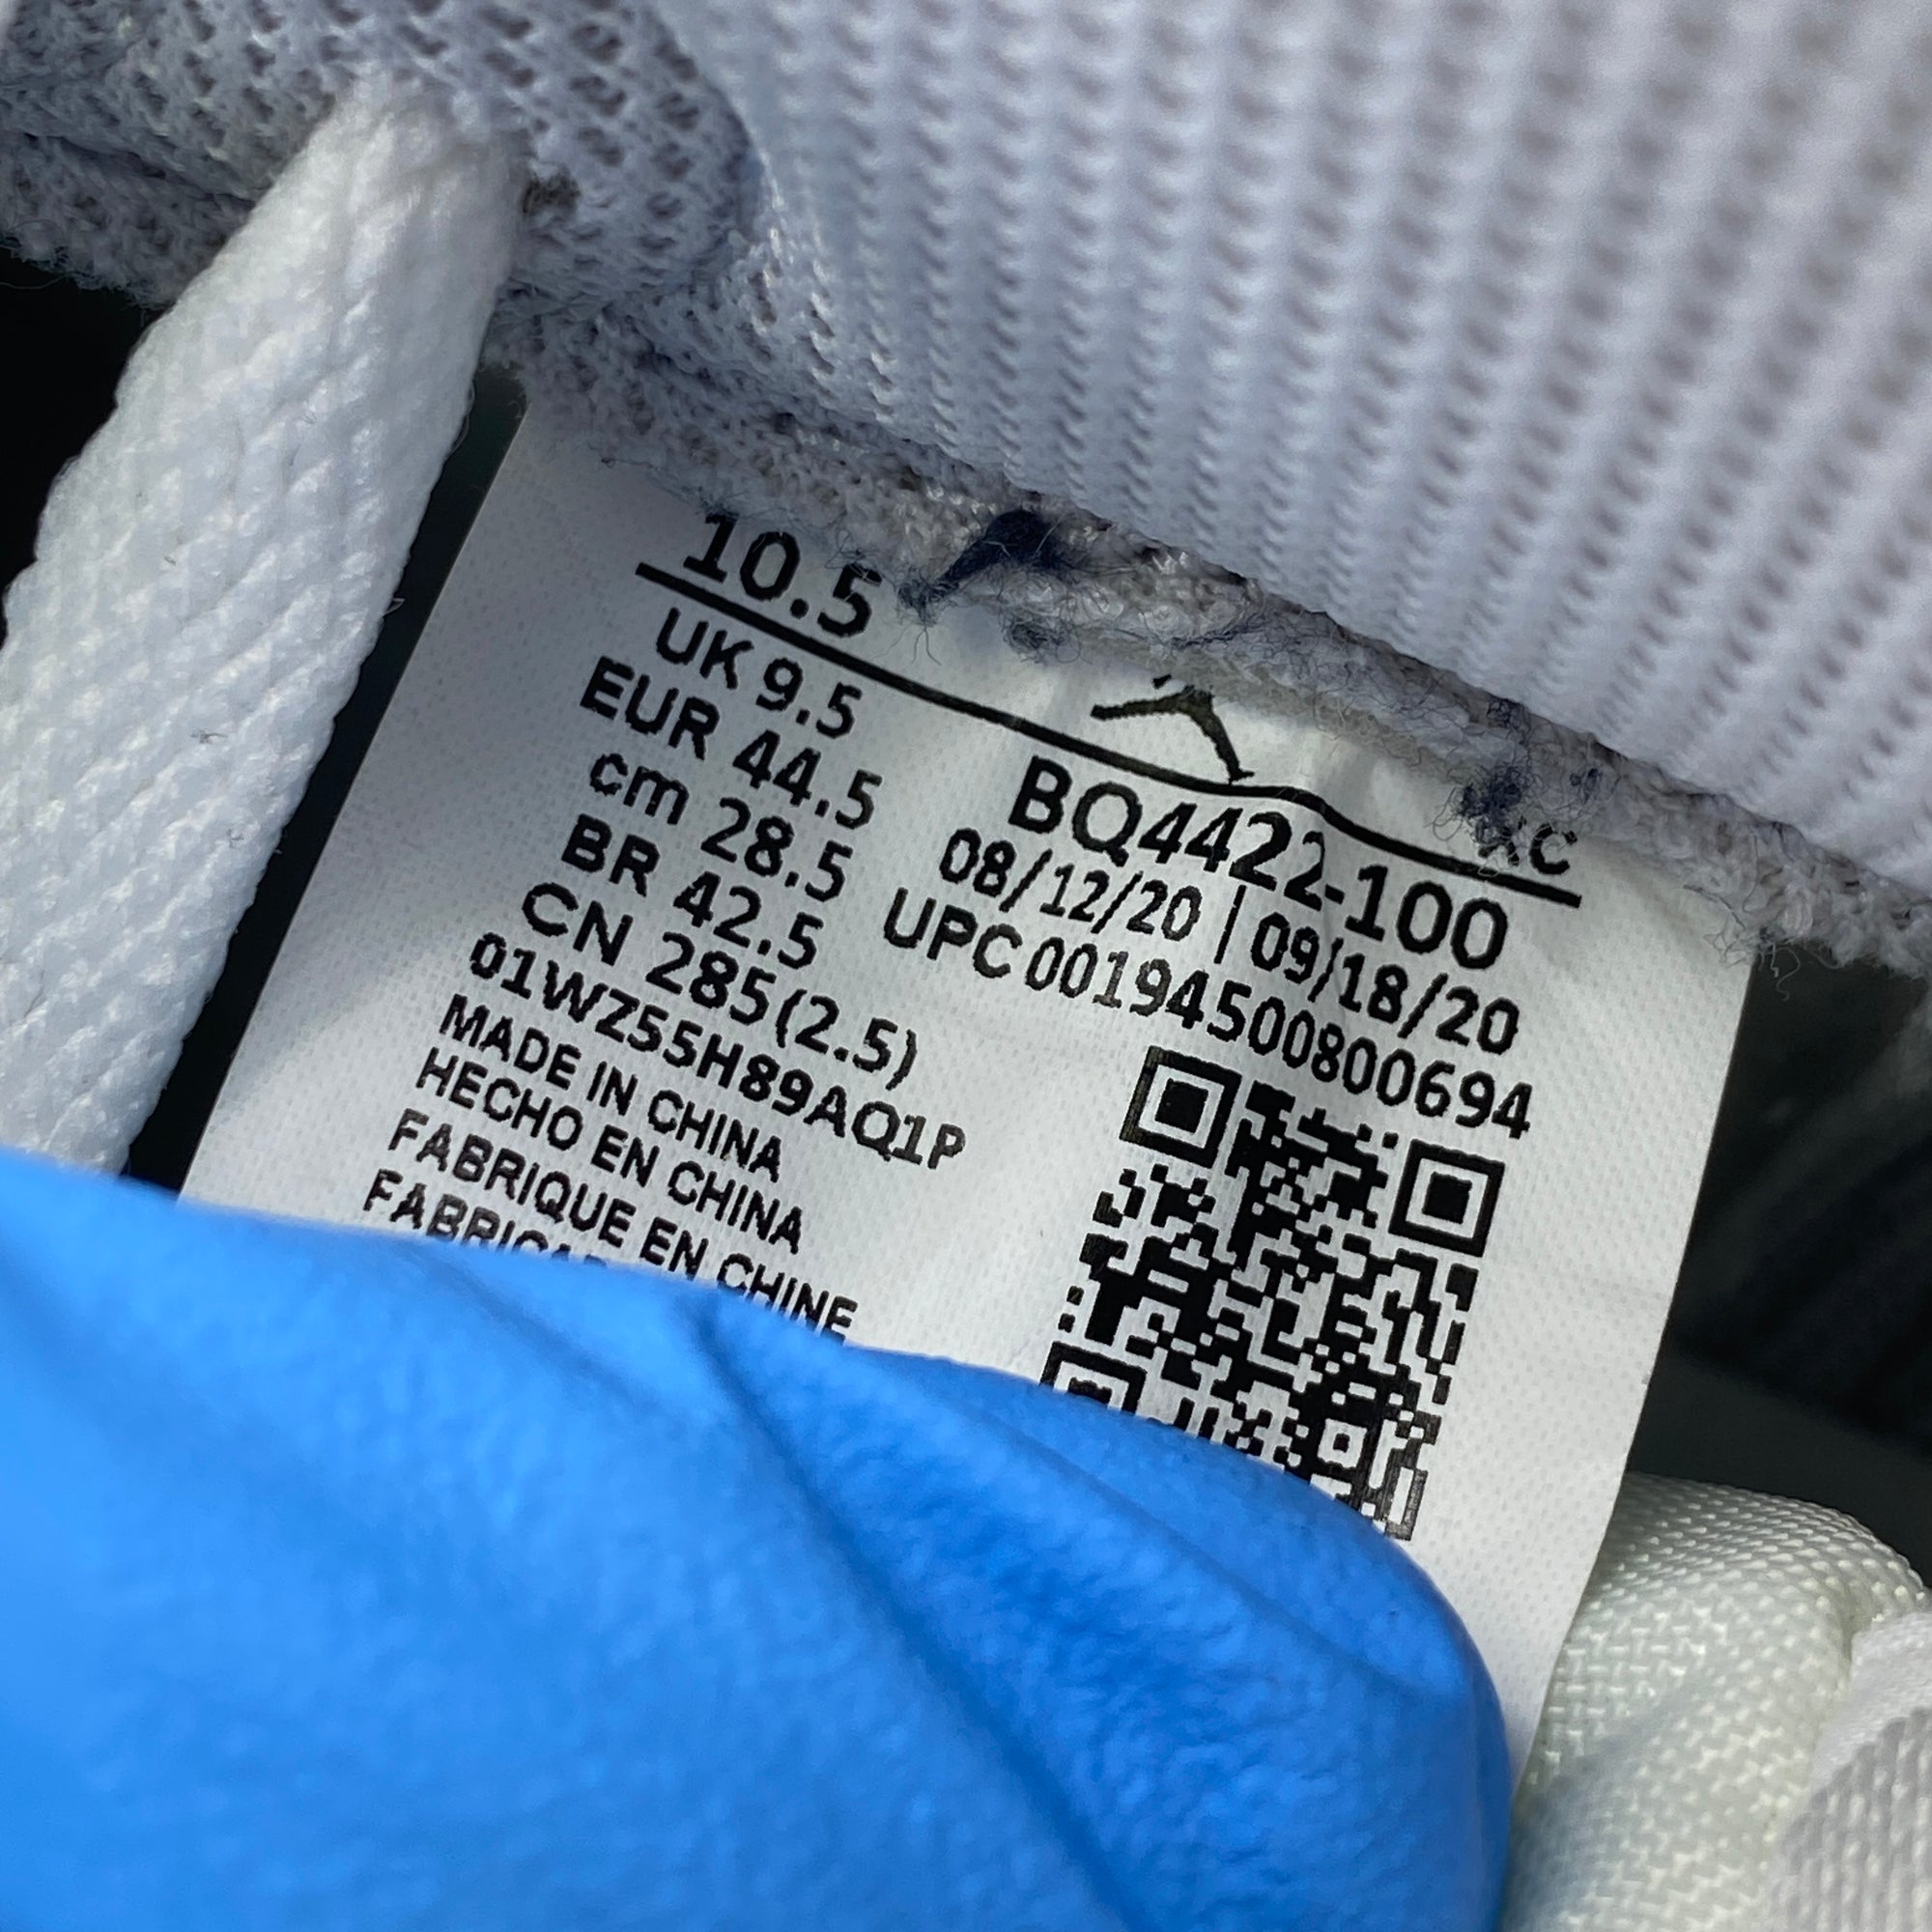 10.5
UK 9.5
EUR 44.5
cm 28.5
BR 42.5
CN 285(2.5)
01WZ55H89AQ1P
MADE IN CHINA
HECHO EN CHINA
FABRIQUE EN CHINE
XC
BQ4422-100
08/12/20 | 09/18/20
UPC 00194500800694